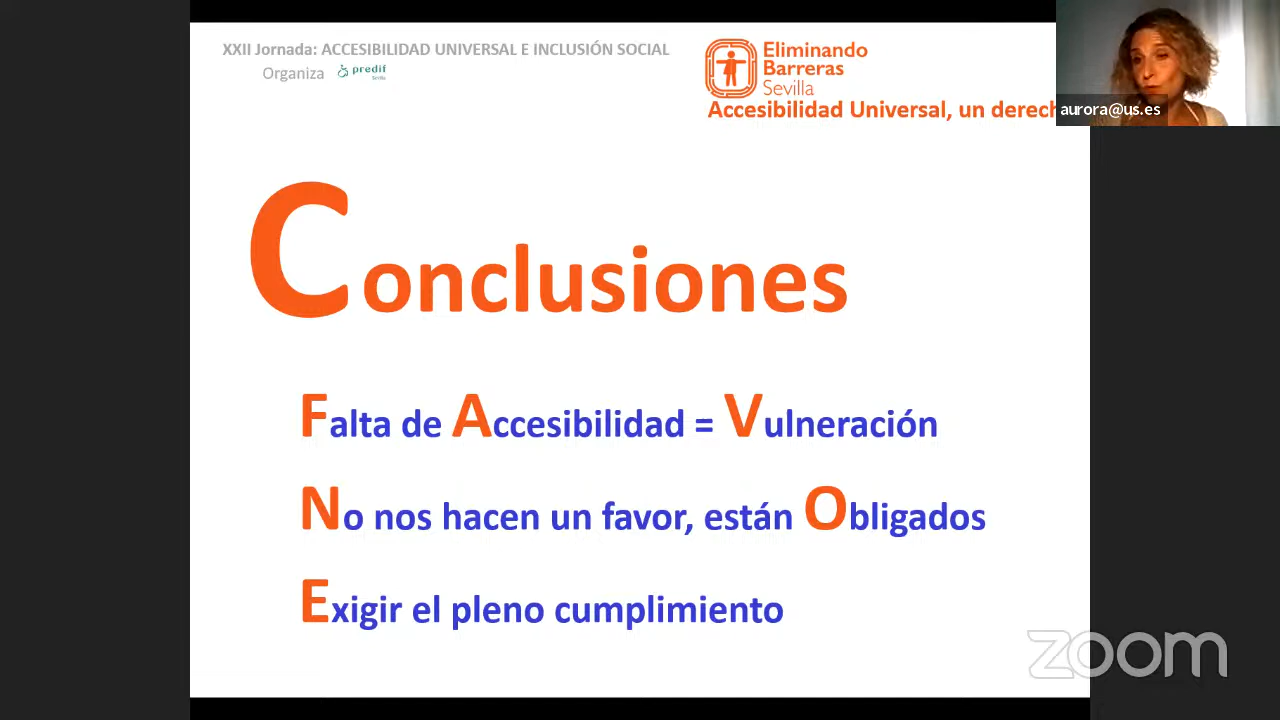 XXII Jornada: ACCESIBILIDAD UNIVERSAL E INCLUSIÓN SOCIAL
Organiza predif
Sevilla
Eliminando
Barreras
Sevilla
Accesibilidad Universal, un derech
aurora@us.es
Conclusiones
Falta de Accesibilidad = Vulneración
No nos hacen un favor, están Obligados
Exigir el pleno cumplimiento
zoom